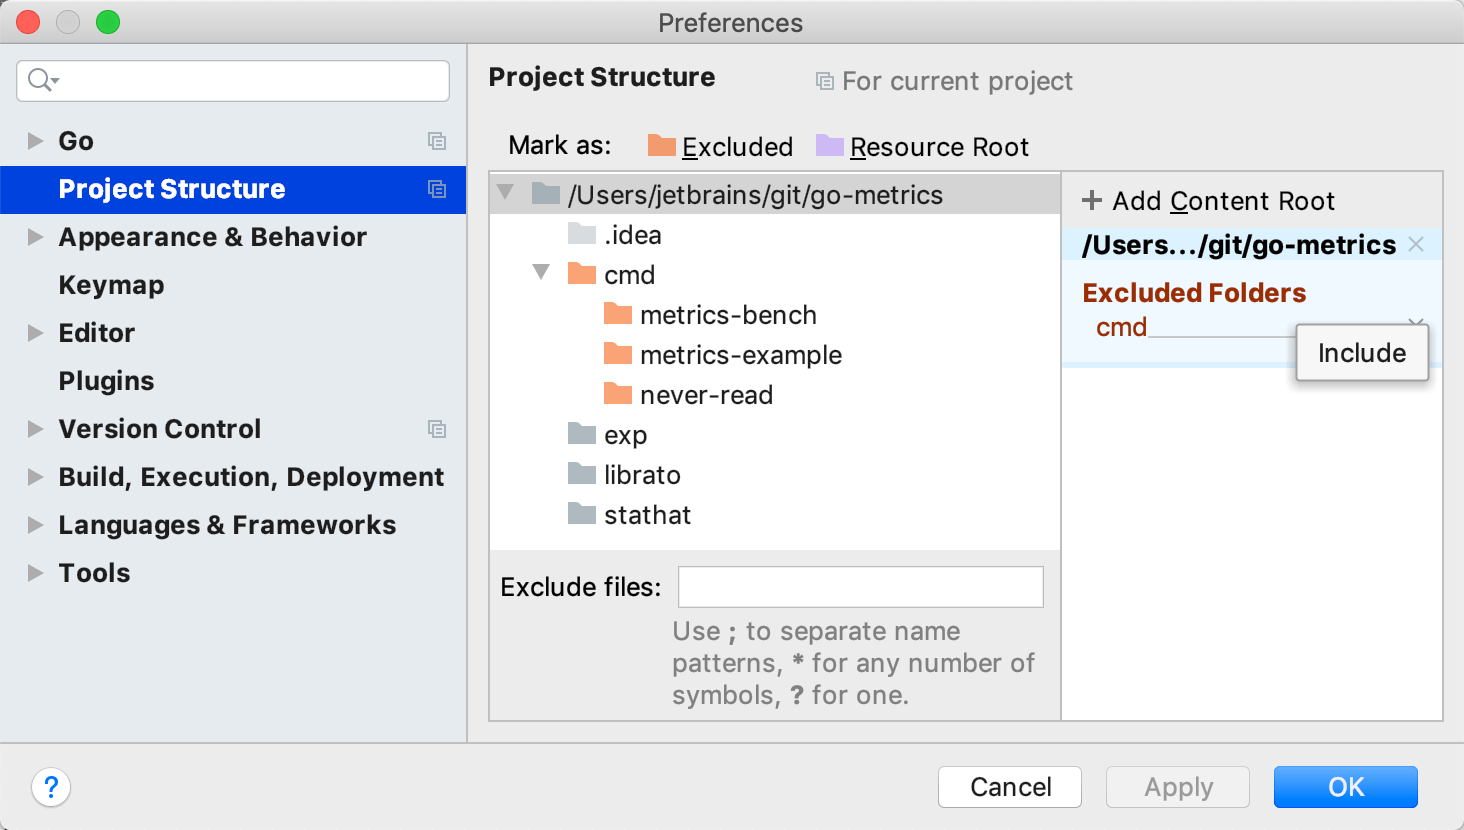 Preferences
Go
Project Structure
Appearance & Behavior
Keymap
Editor
Plugins
Version Control
Build, Execution, Deployment
Languages & Frameworks
Tools
Project Structure
For current project
Mark as: Excluded Resource Root
/Users/jetbrains/git/go-metrics
.idea
cmd
metrics-bench
metrics-example
never-read
exp
librato
stathat
Exclude files:
Use ; to separate name
patterns, * for any number of
symbols, ? for one.
+ Add Content Root
/Users.../git/go-metrics
Excluded Folders
cmd
Include
?
Cancel
Apply
OK